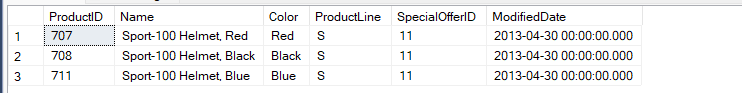 ProductID Name Color ProductLine SpecialOfferID ModifiedDate
1 707 Sport-100 Helmet, Red Red S 11 2013-04-30 00:00:00.000
2 708 Sport-100 Helmet, Black Black S 11 2013-04-30 00:00:00.000
3 711 Sport-100 Helmet, Blue Blue S 11 2013-04-30 00:00:00.000